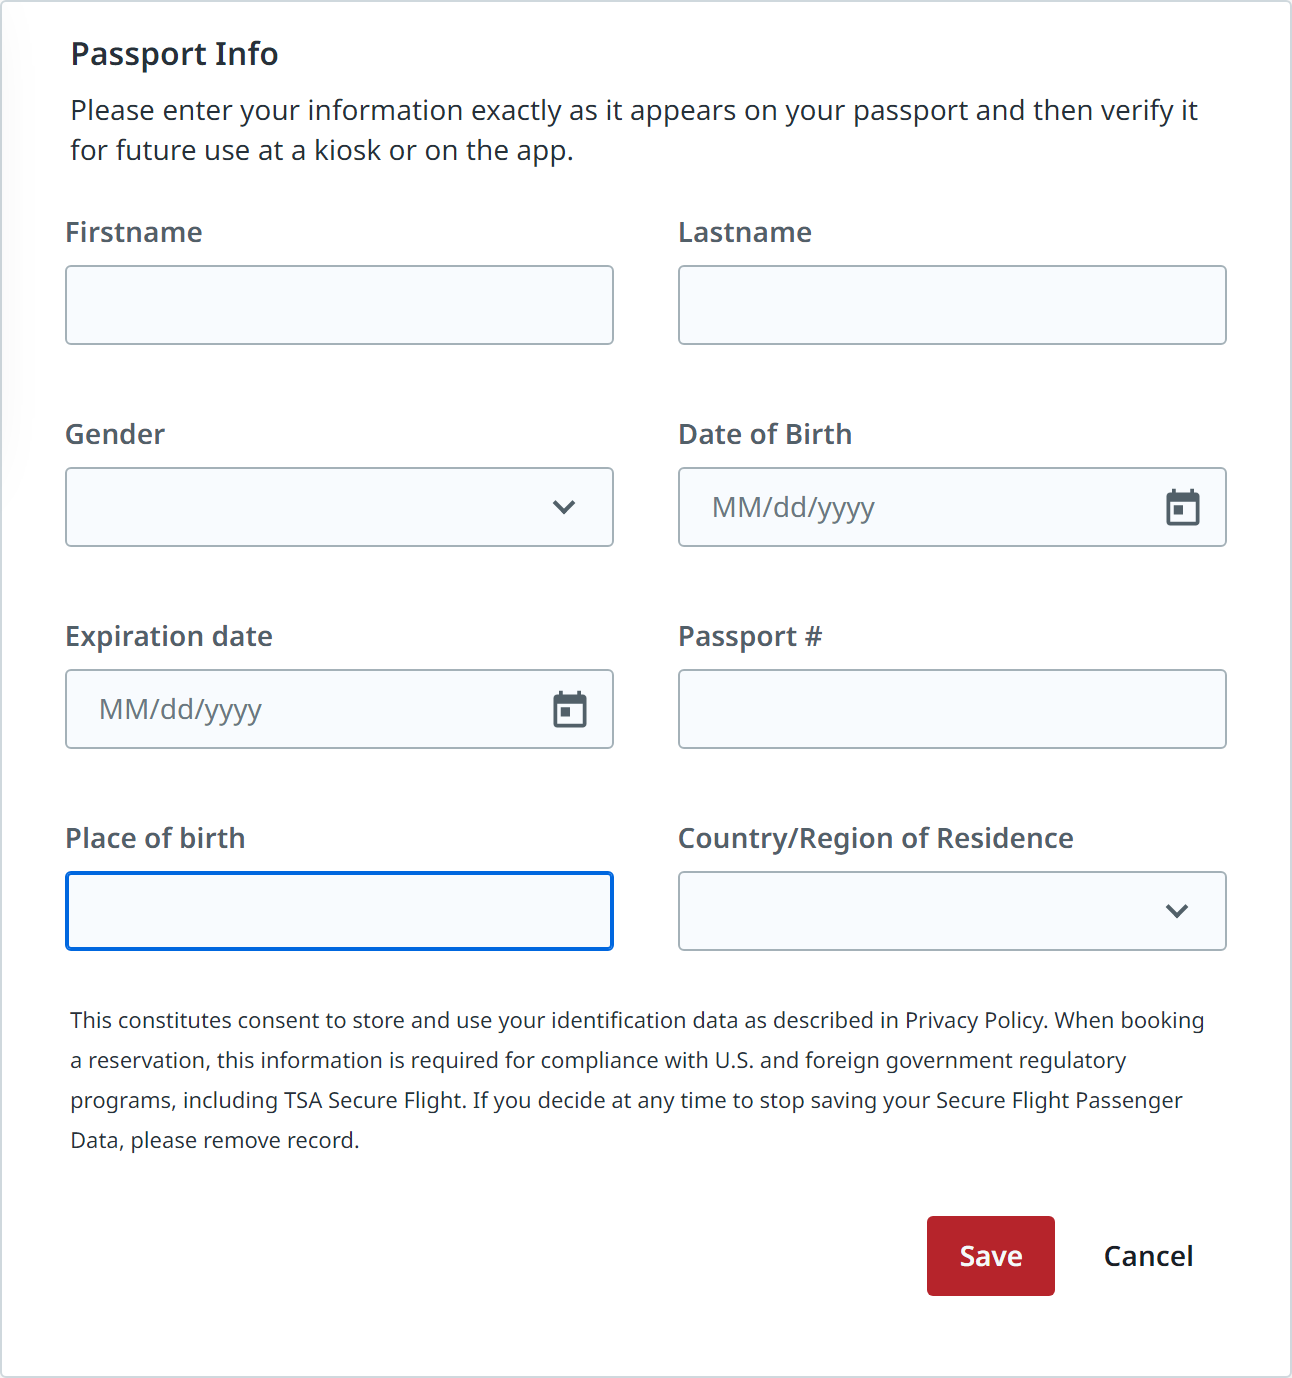 Passport Info
Please enter your information exactly as it appears on your passport and then verify it
for future use at a kiosk or on the app.
Firstname
Lastname
Gender
Date of Birth
MM/dd/yyyy
Expiration date
Passport #
MM/dd/yyyy
Place of birth
Country/Region of Residence
This constitutes consent to store and use your identification data as described in Privacy Policy. When booking
a reservation, this information is required for compliance with U.S. and foreign government regulatory
programs, including TSA Secure Flight. If you decide at any time to stop saving your Secure Flight Passenger
Data, please remove record.
Save
Cancel